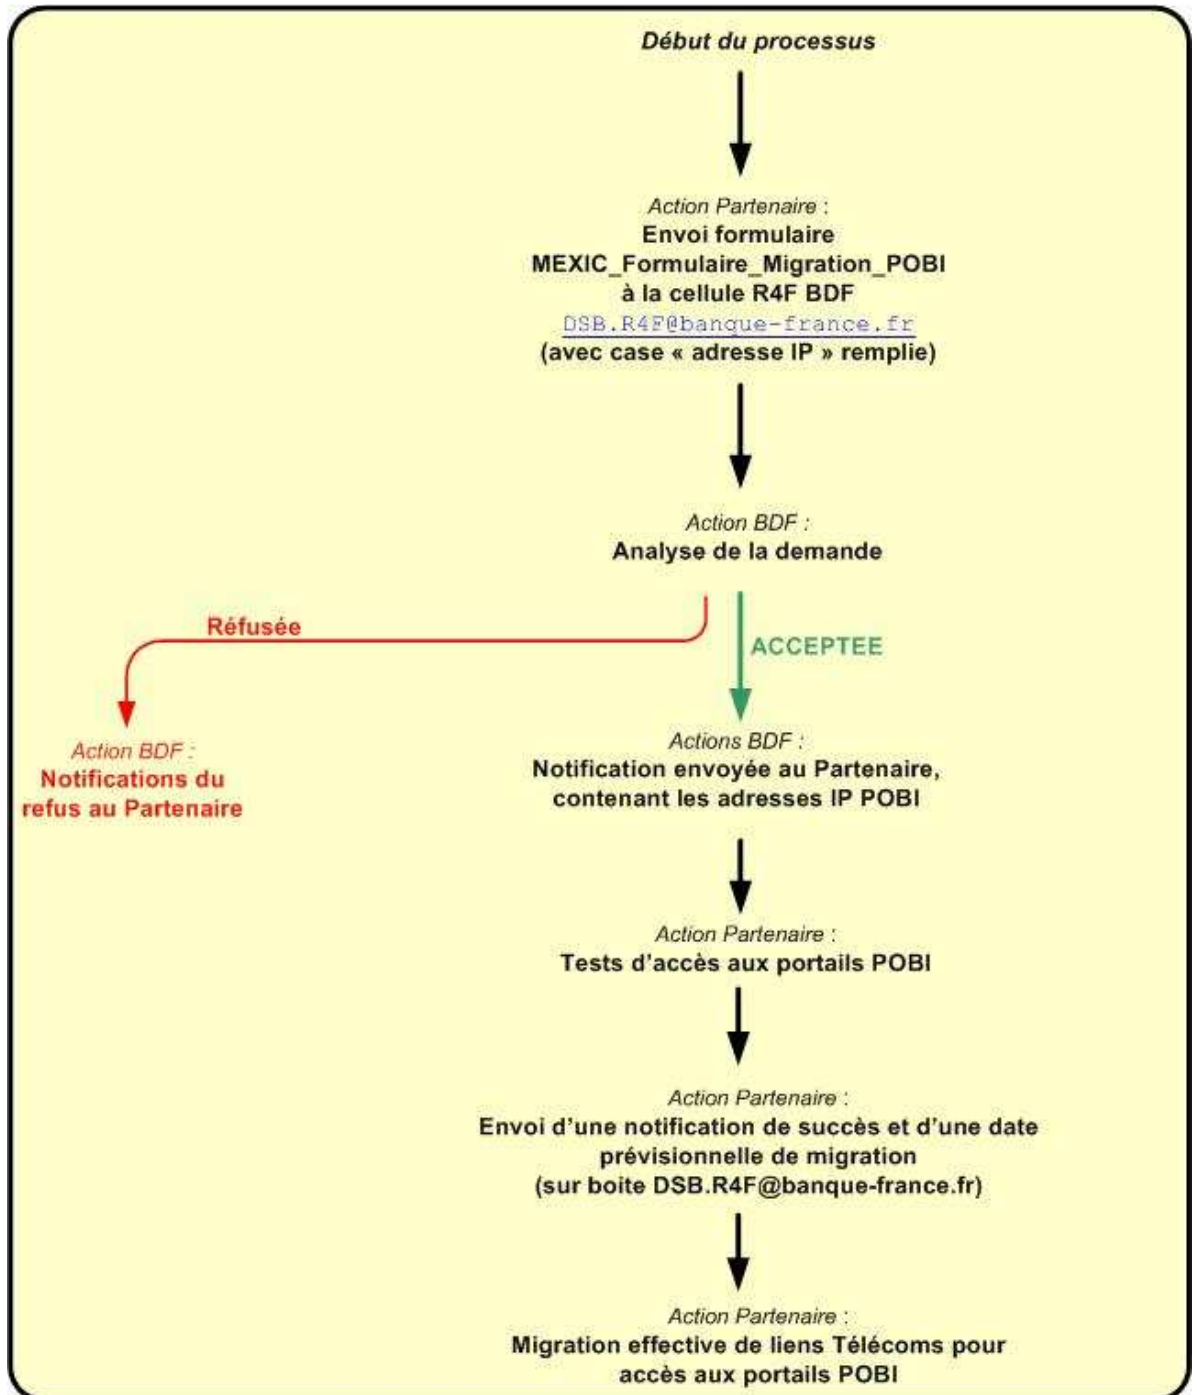 Début du processus
Action Partenaire :
Envoi formulaire
MEXIC_Formulaire_Migration_POBI
à la cellule R4F BDF
DSB.R4F@banque-france.fr
(avec case « adresse IP » remplie)
Action BDF :
Analyse de la demande
Réfusée
ACCEPTEE
Action BDF :
Notifications du
refus au Partenaire
Actions BDF :
Notification envoyée au Partenaire,
contenant les adresses IP POBI
Action Partenaire :
Tests d'accès aux portails POBI
Action Partenaire :
Envoi d'une notification de succès et d'une date
prévisionnelle de migration
(sur boite DSB.R4F@banque-france.fr)
Action Partenaire :
Migration effective de liens Télécoms pour
accès aux portails POBI